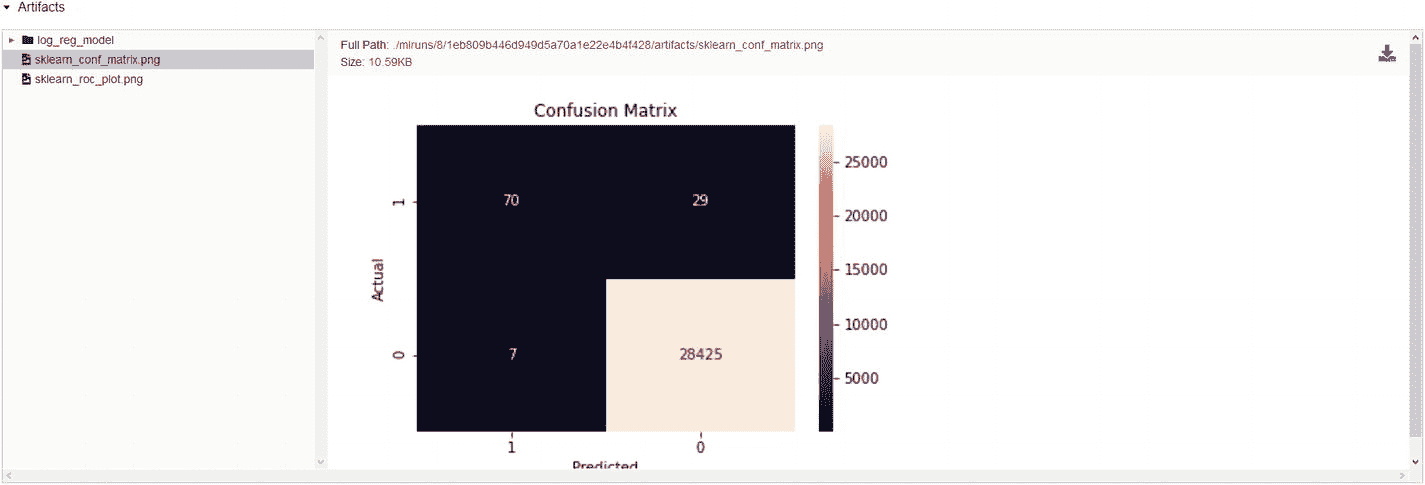 Artifacts
log_reg_model
sklearn_conf_matrix.png
sklearn_roc_plot.png
Full Path: ./mlruns/8/1eb809b446d949d5a70a1e22e4b4f428/artifacts/sklearn_conf_matrix.png
Size: 10.59KB
Confusion Matrix
70 29
7 28425
1
0
Actual
1 0
Predicted
25000
20000
15000
10000
5000